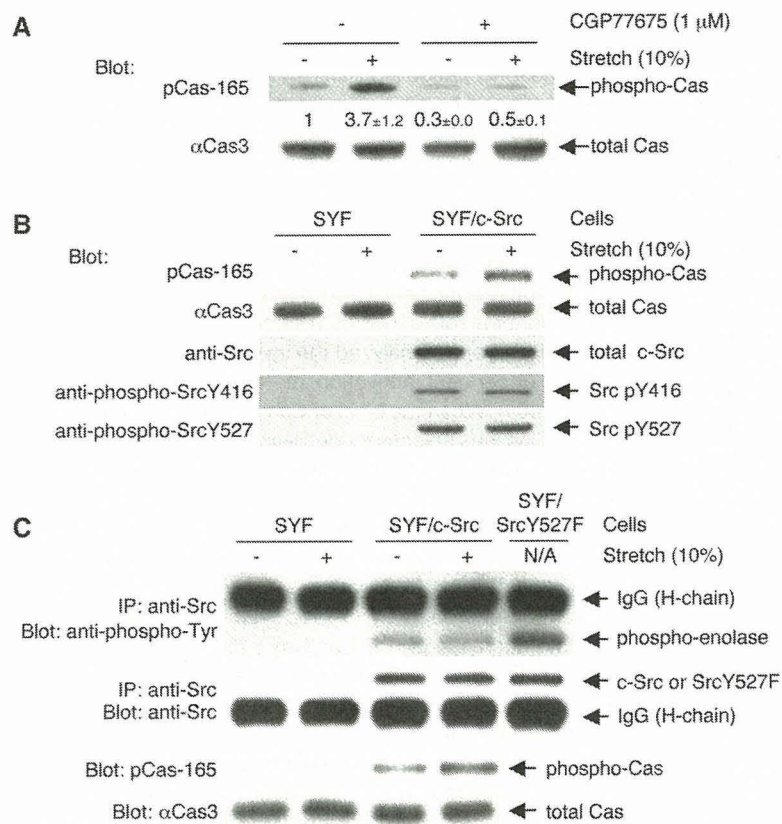 A
- + CGP77675 (1 μM)
- + - + Stretch (10%)
Blot:
pCas-165 phospho-Cas
1 3.7±1.2 0.3±0.0 0.5±0.1
αCas3 total Cas
B
SYF SYF/c-Src Cells
- + - + Stretch (10%)
Blot:
pCas-165 phospho-Cas
αCas3 total Cas
anti-Src total c-Src
anti-phospho-SrcY416 Src pY416
anti-phospho-SrcY527 Src pY527
C
SYF SYF/c-Src SYF/ SrcY527F Cells
- + - + N/A Stretch (10%)
IP: anti-Src IgG (H-chain)
Blot: anti-phospho-Tyr phospho-enolase
IP: anti-Src c-Src or SrcY527F
Blot: anti-Src IgG (H-chain)
Blot: pCas-165 phospho-Cas
Blot: αCas3 total Cas